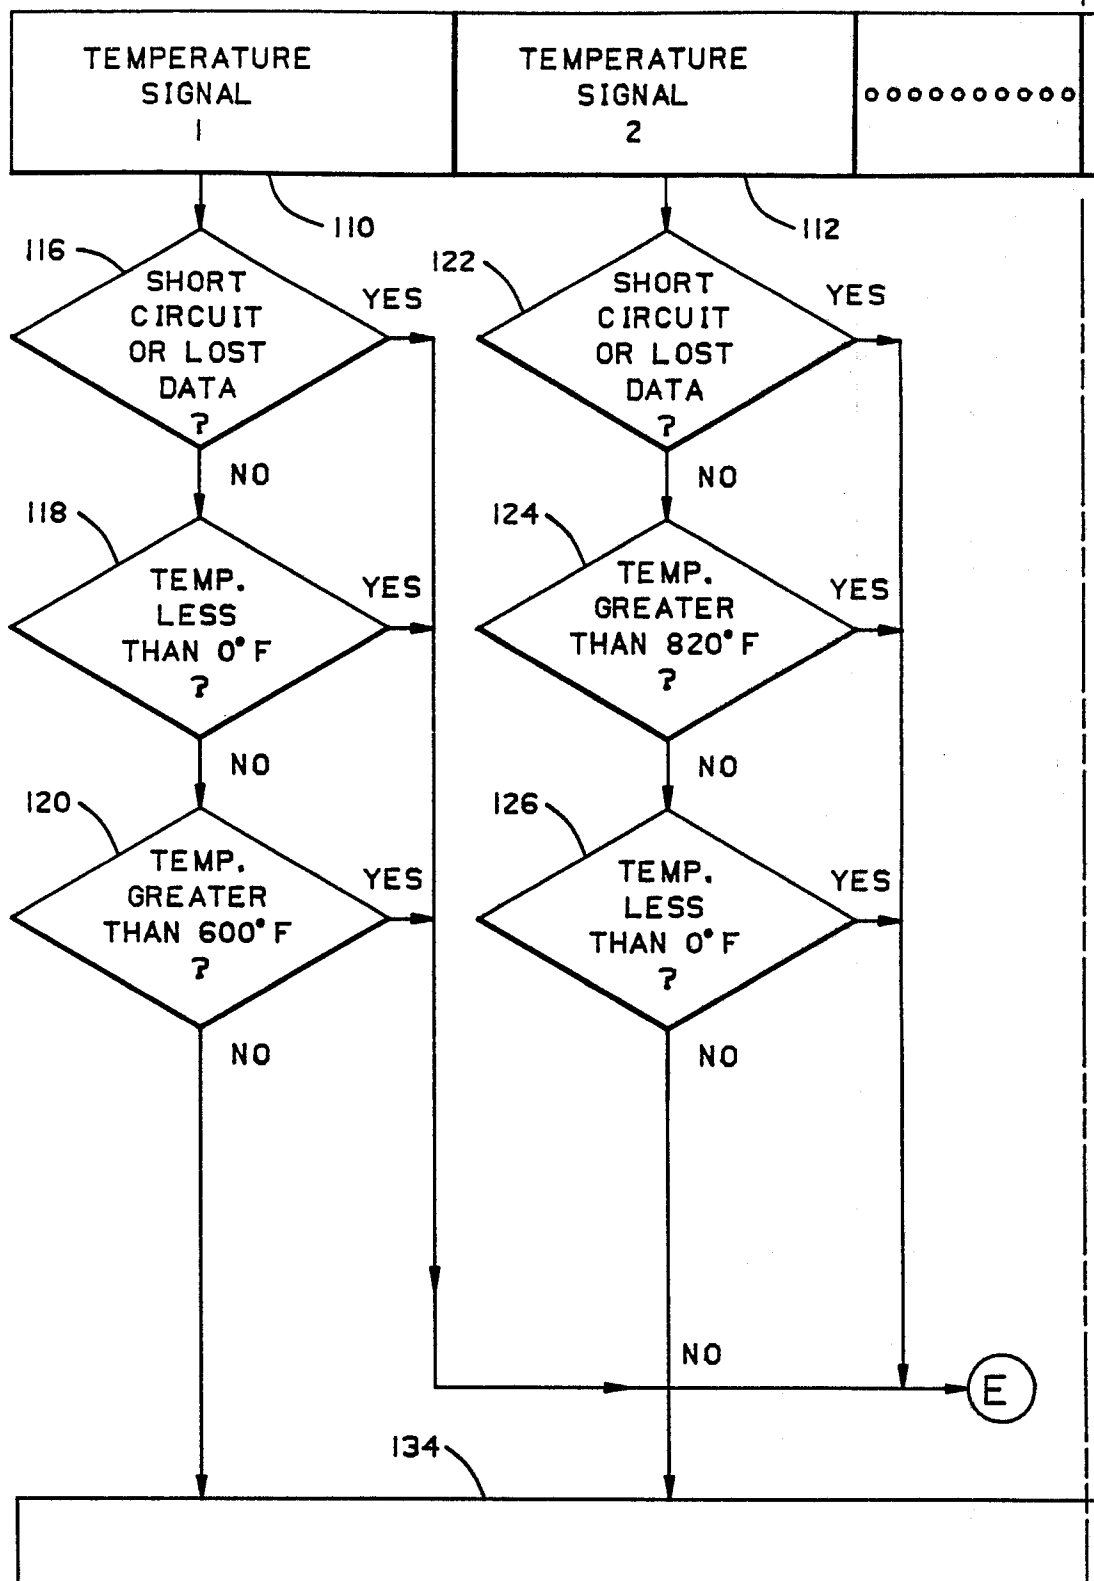 TEMPERATURE
SIGNAL
1
TEMPERATURE
SIGNAL
2
110
112
116
SHORT
CIRCUIT
OR LOST
DATA
?
YES
NO
122
SHORT
CIRCUIT
OR LOST
DATA
?
YES
NO
118
TEMP.
LESS
THAN 0°F
?
YES
NO
124
TEMP.
GREATER
THAN 820°F
?
YES
NO
120
TEMP.
GREATER
THAN 600°F
?
YES
NO
126
TEMP.
LESS
THAN 0°F
?
YES
NO
NO
E
134